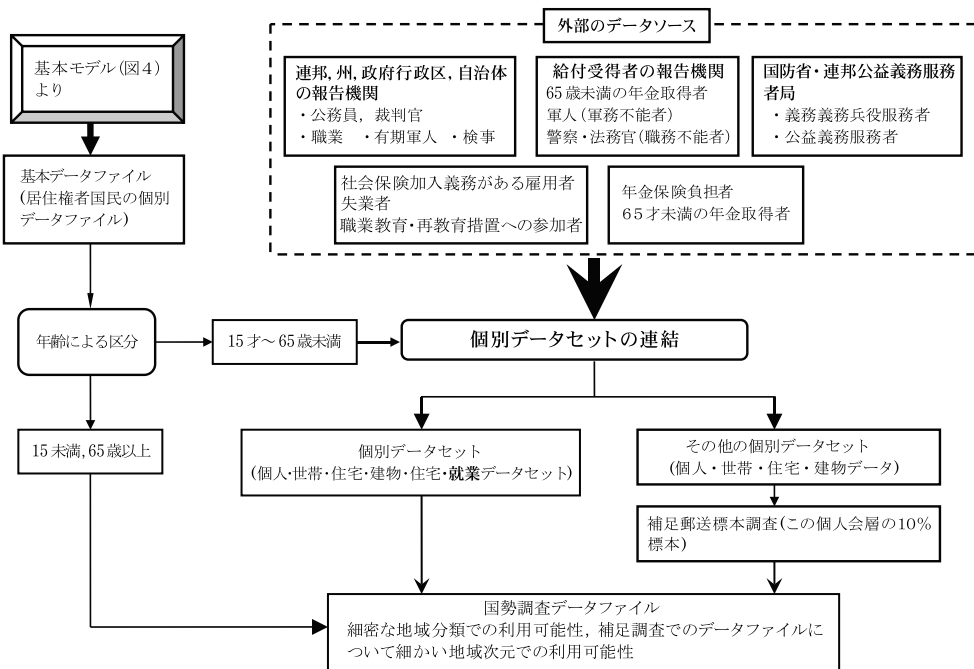 外部のデータソース
基本モデル(図４)
より
連邦, 州, 政府行政区, 自治体
の報告機関
・公務員, 裁判官
・職業 ・有期軍人 ・検事
給付受得者の報告機関
65歳未満の年金取得者
軍人(軍務不能者)
警察・法務官(職務不能者)
国防省・連邦公益義務服務
者局
・義務義務兵役服務者
・公益義務服務者
基本データファイル
(居住権者国民の個別
データファイル)
社会保険加入義務がある雇用者
失業者
職業教育・再教育措置への参加者
年金保険負担者
６５才未満の年金取得者
年齢による区分
15才～65歳未満
個別データセットの連結
15未満, 65歳以上
個別データセット
(個人・世帯・住宅・建物・住宅・就業データセット)
その他の個別データセット
(個人・世帯・住宅・建物データ)
補足郵送標本調査(この個人会層の10%
標本)
国勢調査データファイル
細密な地域分類での利用可能性, 補足調査でのデータファイルに
ついて細かい地域次元での利用可能性